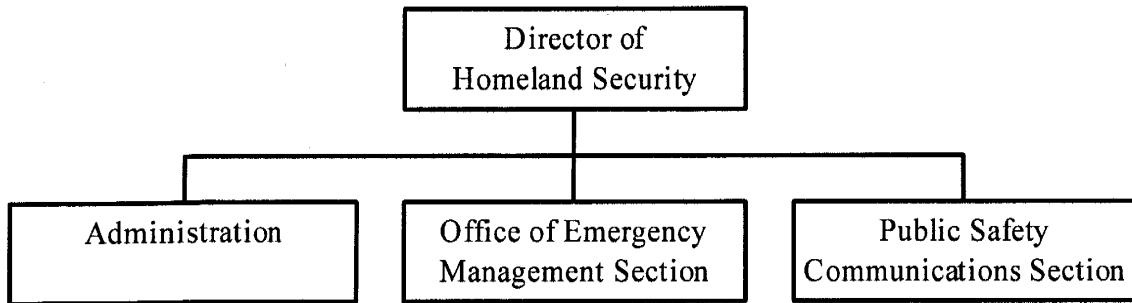 Director of
Homeland Security
Administration
Office of Emergency
Management Section
Public Safety
Communications Section